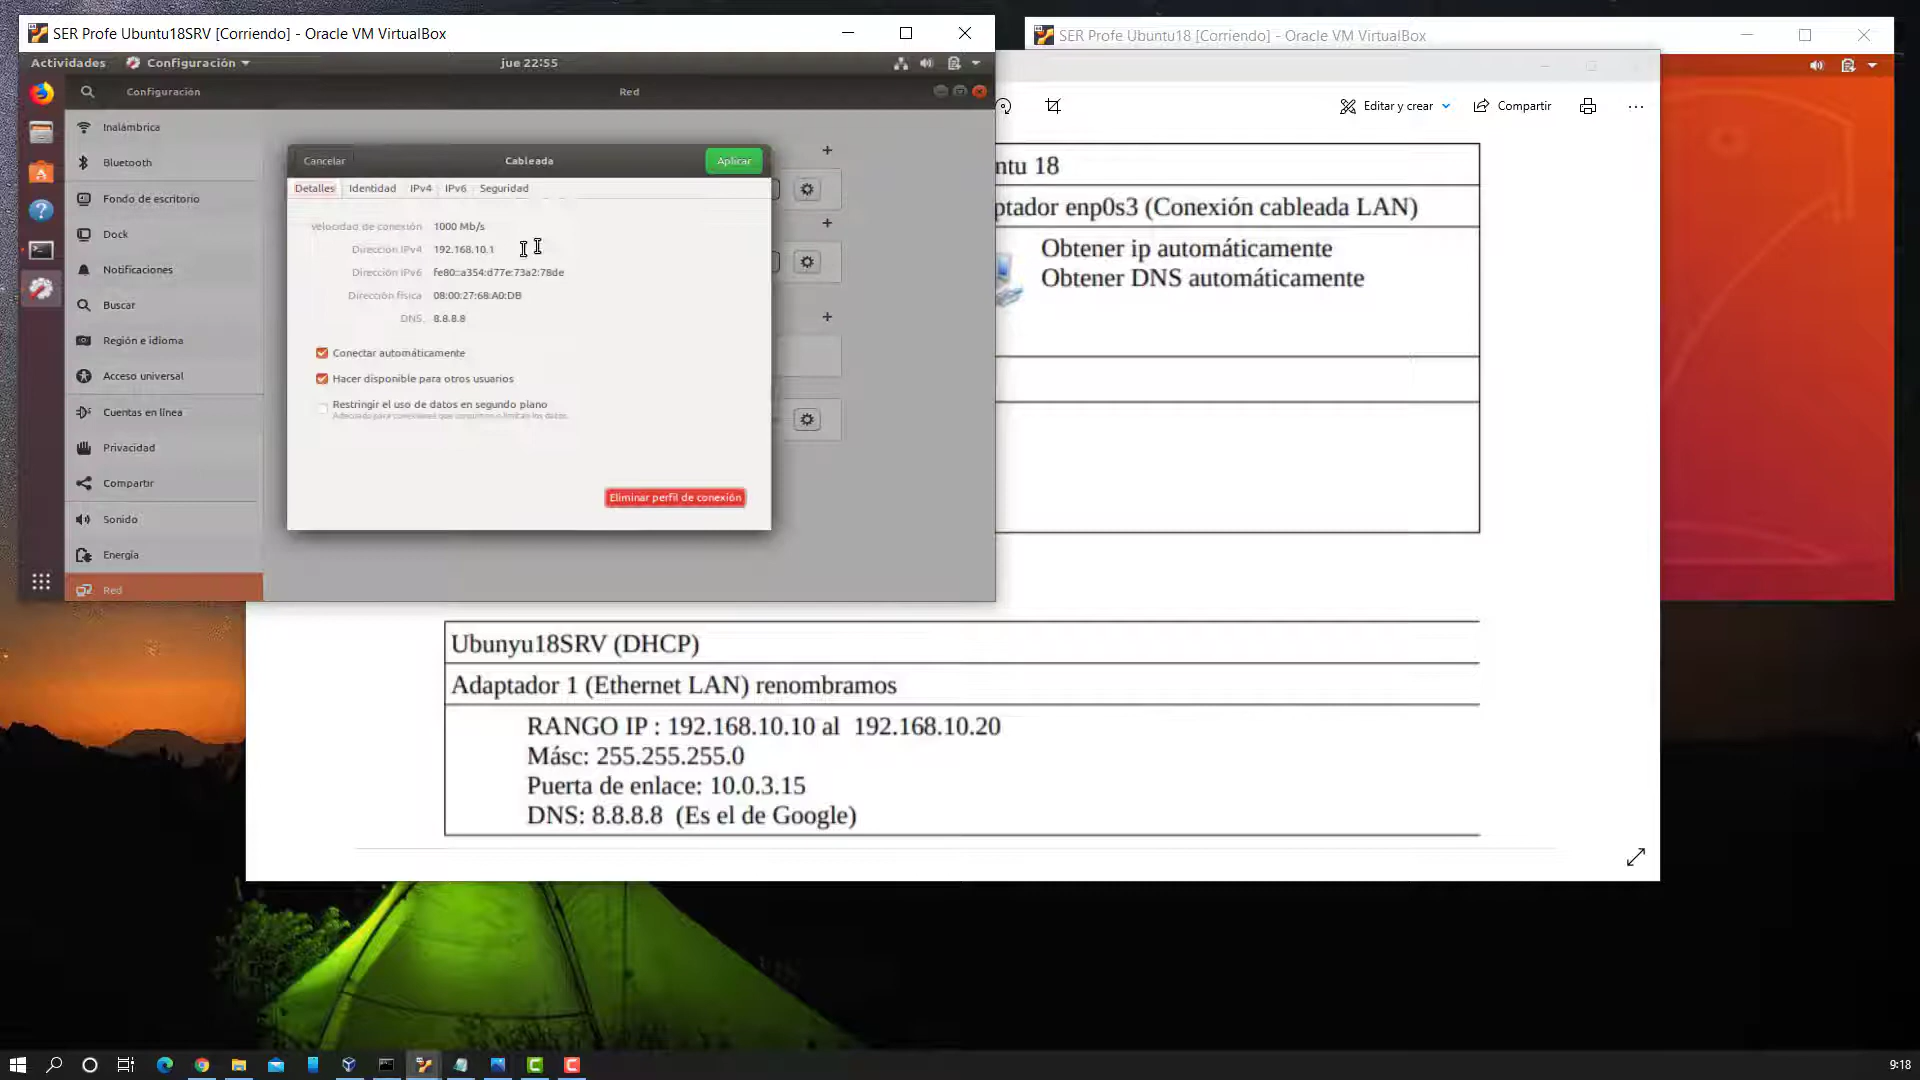 SER Profe Ubuntu18SRV [Corriendo] - Oracle VM VirtualBox
SER Profe Ubuntu18 [Corriendo] - Oracle VM VirtualBox
Actividades
Configuración
jue 22:55
Configuración
Red
Inalámbrica
Bluetooth
Fondo de escritorio
Dock
Notificaciones
Buscar
Región e idioma
Acceso universal
Cuentas en línea
Privacidad
Compartir
Sonido
Energía
Red
Cancelar
Cableada
Aplicar
Detalles Identidad IPv4 IPv6 Seguridad
Velocidad de conexión 1000 Mb/s
Dirección IPv4 192.168.10.1
Dirección IPv6 fe80::a354:d77e:73a2:78de
Dirección física 08:00:27:68:A0:DB
DNS 8.8.8.8
Conectar automáticamente
Hacer disponible para otros usuarios
Restringir el uso de datos en segundo plano
Adecuado para conexiones que consumen o limitan los datos.
Eliminar perfil de conexión
Editar y crear
Compartir
ntu 18
ptador enp0s3 (Conexión cableada LAN)
Obtener ip automáticamente
Obtener DNS automáticamente
Ubunyu18SRV (DHCP)
Adaptador 1 (Ethernet LAN) renombramos
RANGO IP : 192.168.10.10 al 192.168.10.20
Másc: 255.255.255.0
Puerta de enlace: 10.0.3.15
DNS: 8.8.8.8 (Es el de Google)
9:18